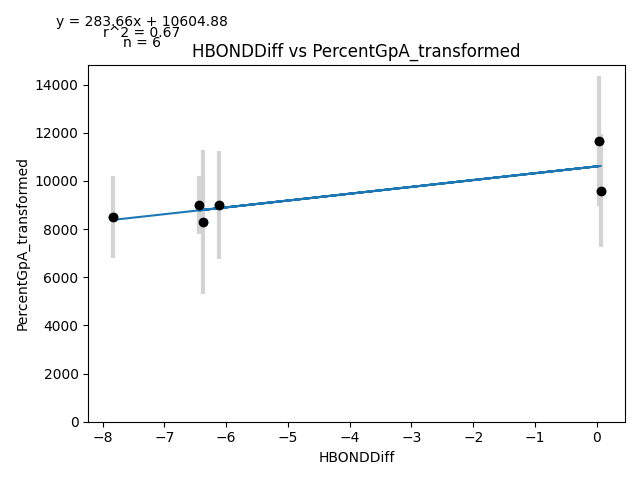 y = 283.66x + 10604.88
r^2 = 0.67
n = 6
HBONDDiff vs PercentGpA_transformed
14000
12000
10000
8000
6000
4000
2000
0
PercentGpA_transformed
−8 −7 −6 −5 −4 −3 −2 −1 0
HBONDDiff